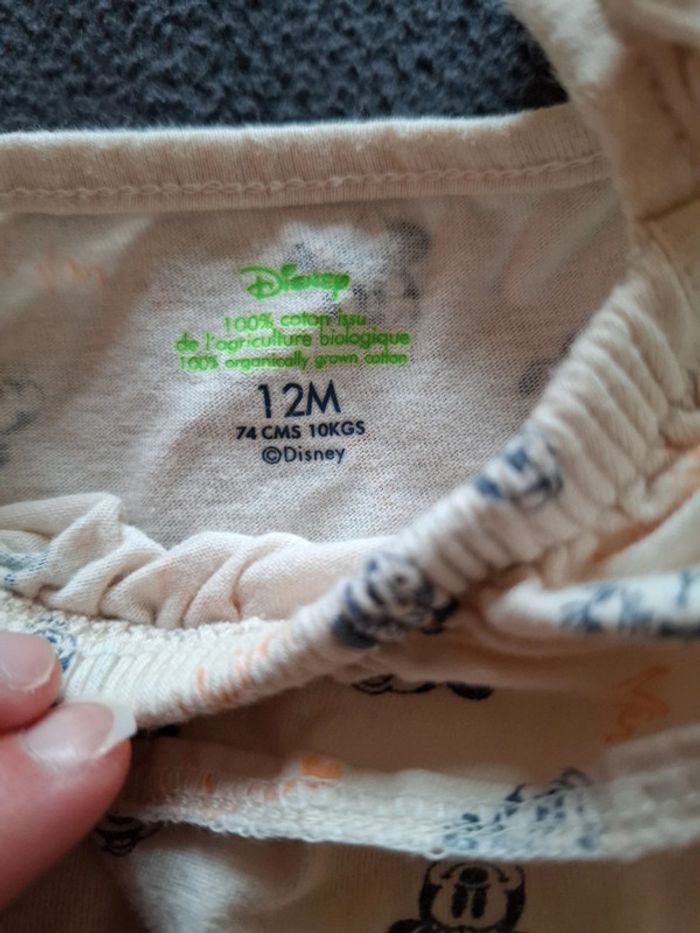 Disney
100% coton issu
de l'agriculture biologique
100% organically grown cotton
12M
74 CMS 10KGS
©Disney